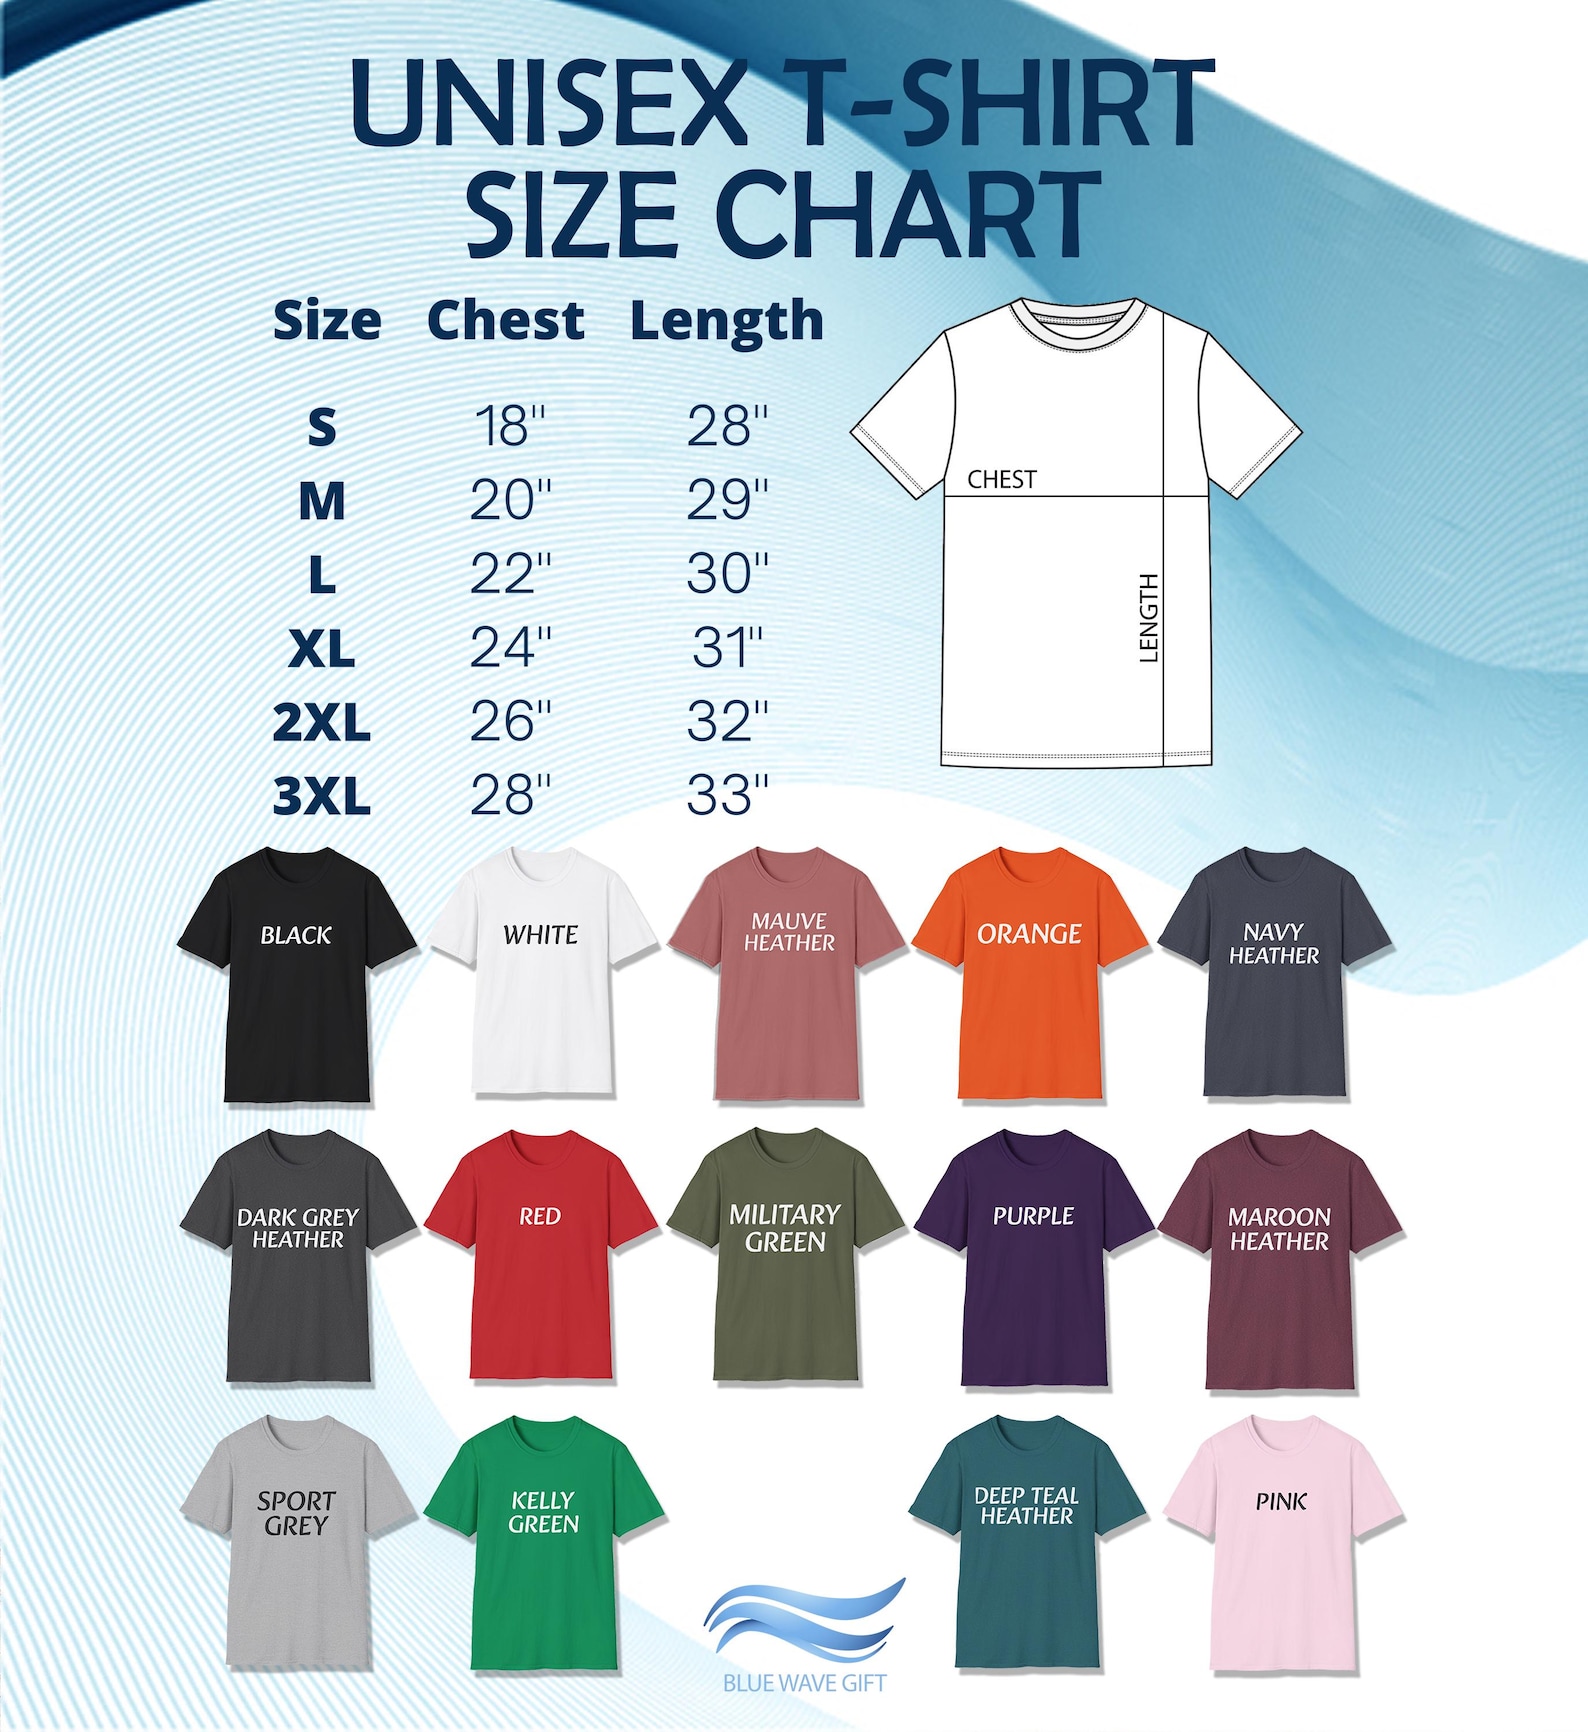 UNISEX T-SHIRT
SIZE CHART
Size Chest Length
S 18" 28"
M 20" 29"
L 22" 30"
XL 24" 31"
2XL 26" 32"
3XL 28" 33"
CHEST
LENGTH
BLACK
WHITE
MAUVE
HEATHER
ORANGE
NAVY
HEATHER
DARK GREY
HEATHER
RED
MILITARY
GREEN
PURPLE
MAROON
HEATHER
SPORT
GREY
KELLY
GREEN
DEEP TEAL
HEATHER
PINK
BLUE WAVE GIFT